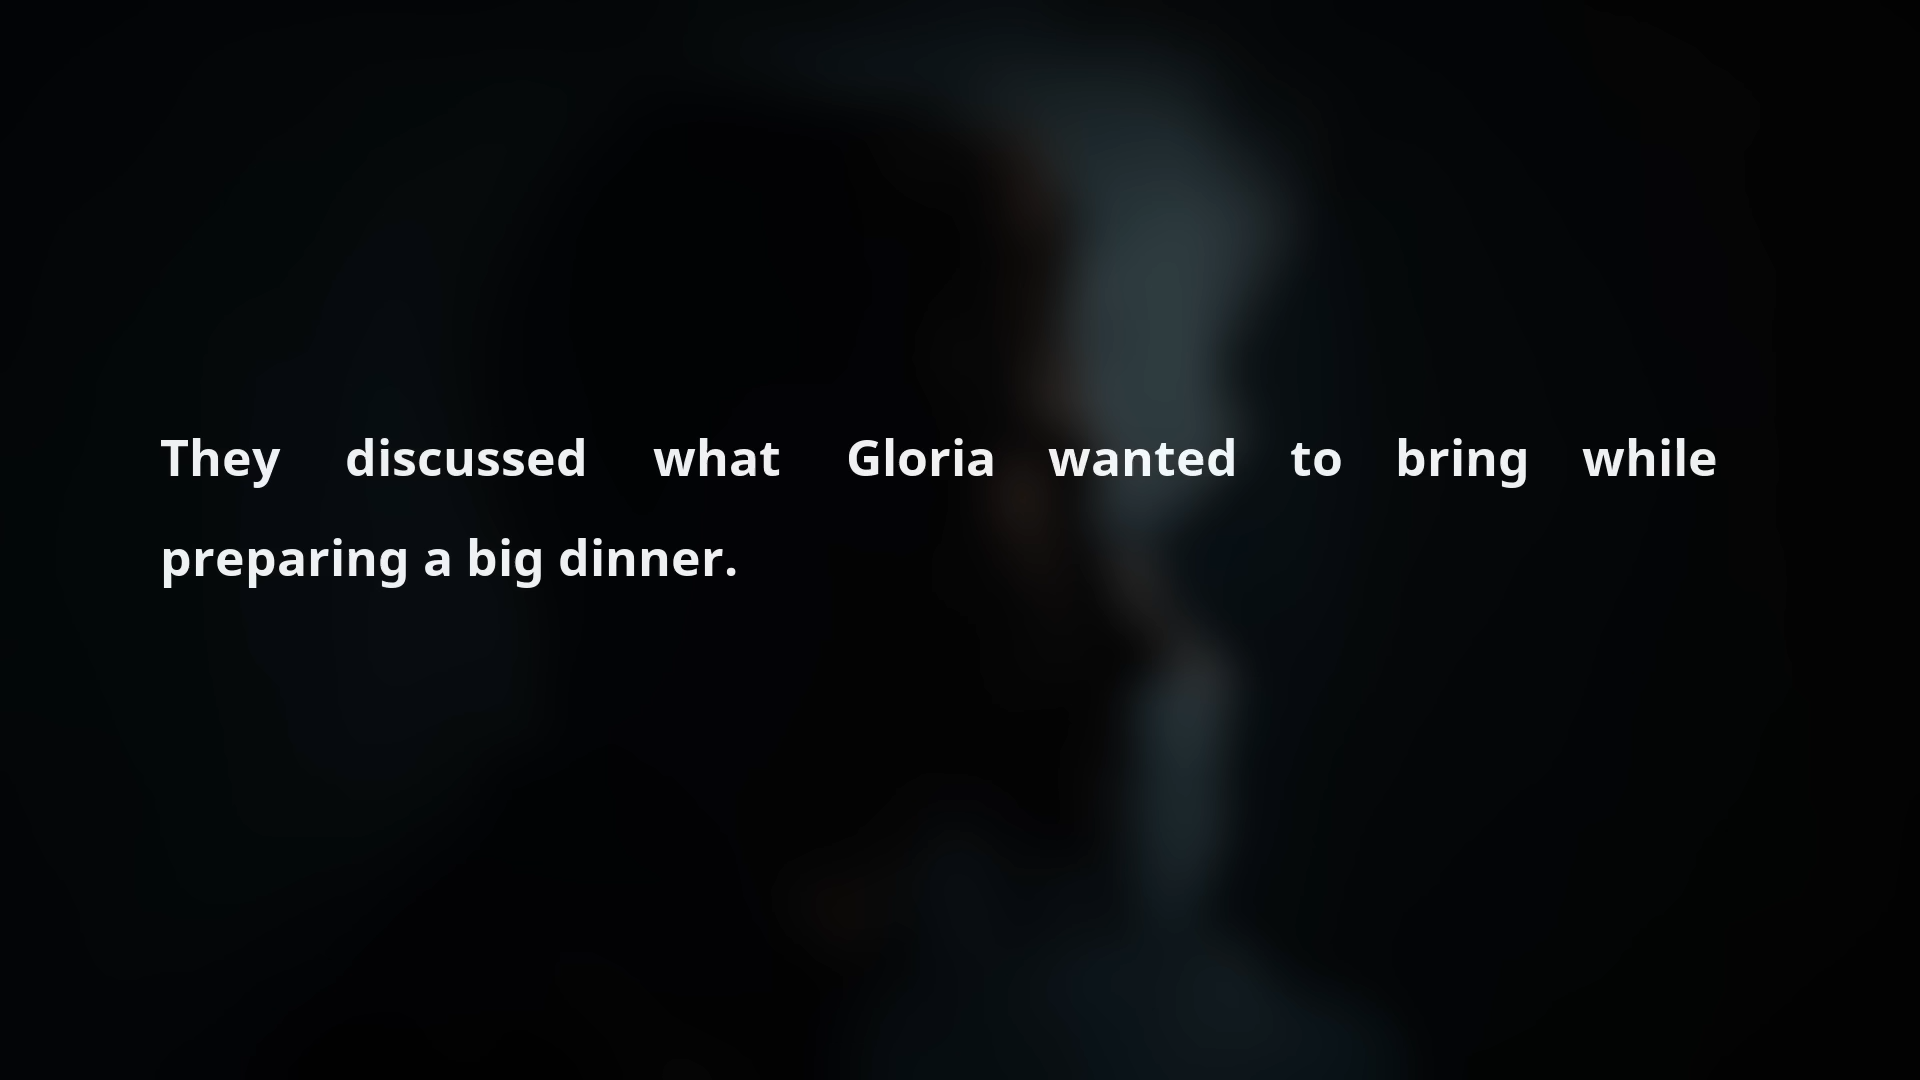 They discussed what Gloria wanted to bring while
preparing a big dinner.